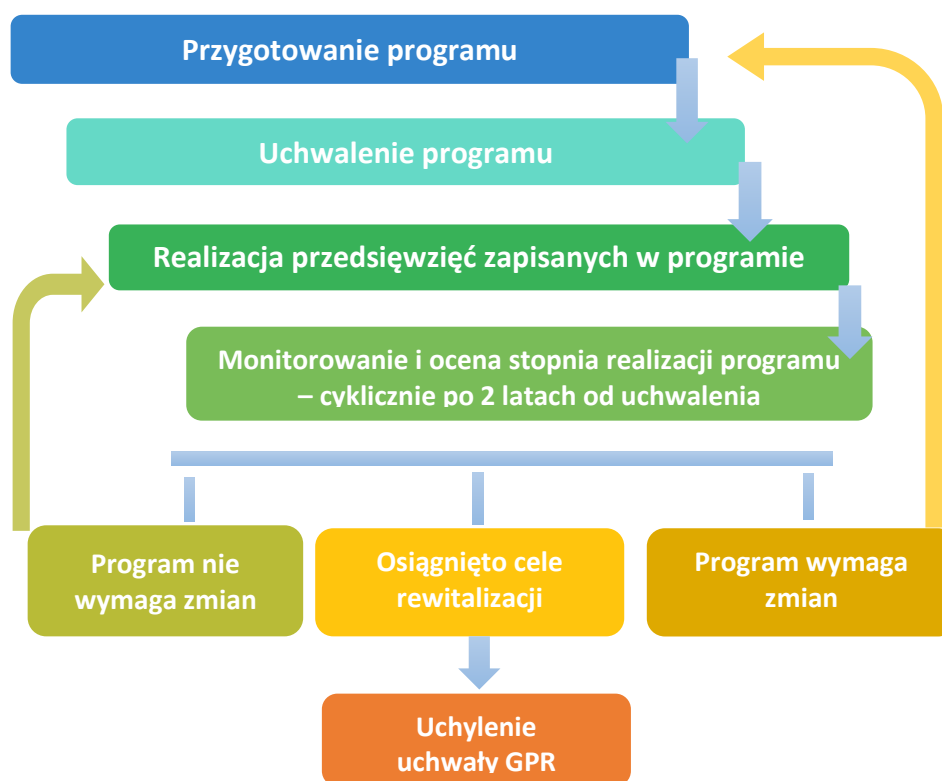 Przygotowanie programu
Uchwalenie programu
Realizacja przedsięwzięć zapisanych w programie
Monitorowanie i ocena stopnia realizacji programu
– cyklicznie po 2 latach od uchwalenia
Program nie
wymaga zmian
Osiągnięto cele
rewitalizacji
Program wymaga
zmian
Uchylenie
uchwały GPR